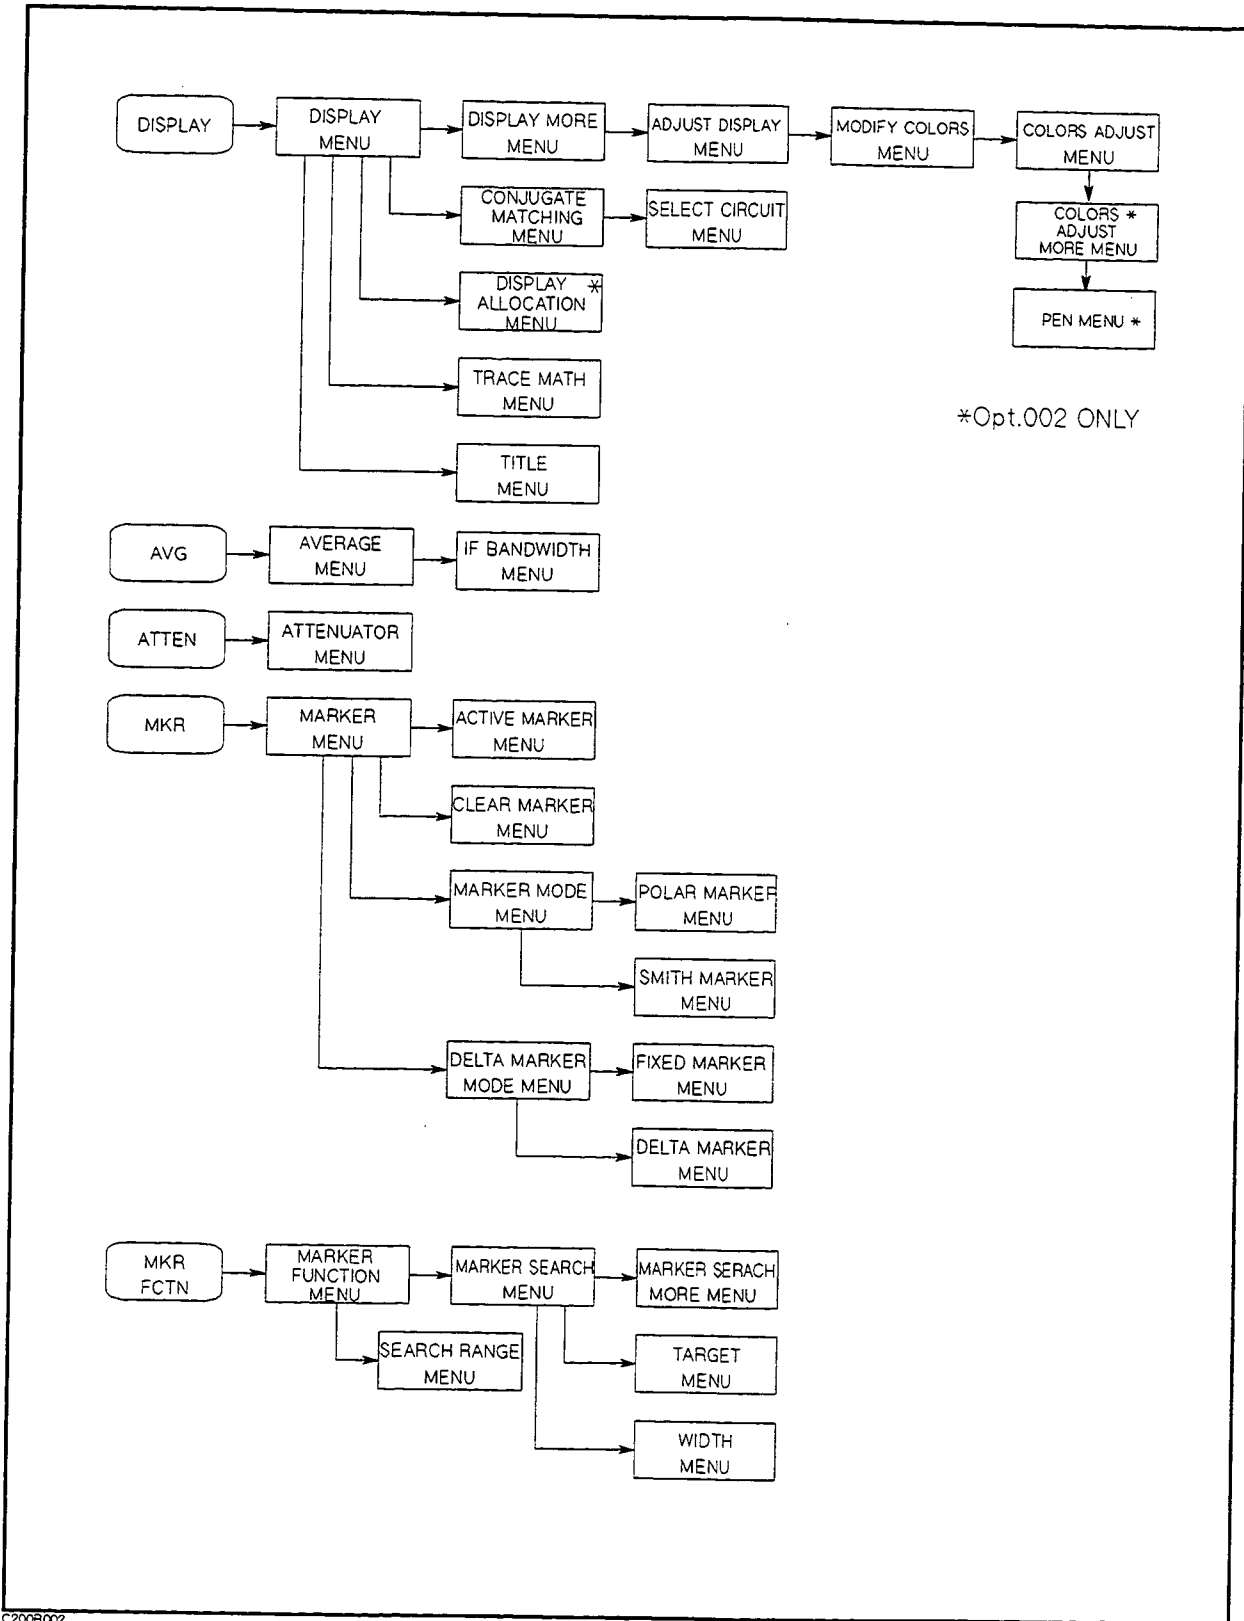 DISPLAY
DISPLAY
MENU
DISPLAY MORE
MENU
ADJUST DISPLAY
MENU
MODIFY COLORS
MENU
COLORS ADJUST
MENU
CONJUGATE
MATCHING
MENU
SELECT CIRCUIT
MENU
COLORS *
ADJUST
MORE MENU
DISPLAY *
ALLOCATION
MENU
PEN MENU *
TRACE MATH
MENU
*Opt.002 ONLY
TITLE
MENU
AVG
AVERAGE
MENU
IF BANDWIDTH
MENU
ATTEN
ATTENUATOR
MENU
MKR
MARKER
MENU
ACTIVE MARKER
MENU
CLEAR MARKER
MENU
MARKER MODE
MENU
POLAR MARKER
MENU
SMITH MARKER
MENU
DELTA MARKER
MODE MENU
FIXED MARKER
MENU
DELTA MARKER
MENU
MKR
FCTN
MARKER
FUNCTION
MENU
MARKER SEARCH
MENU
MARKER SERACH
MORE MENU
SEARCH RANGE
MENU
TARGET
MENU
WIDTH
MENU
C200B002